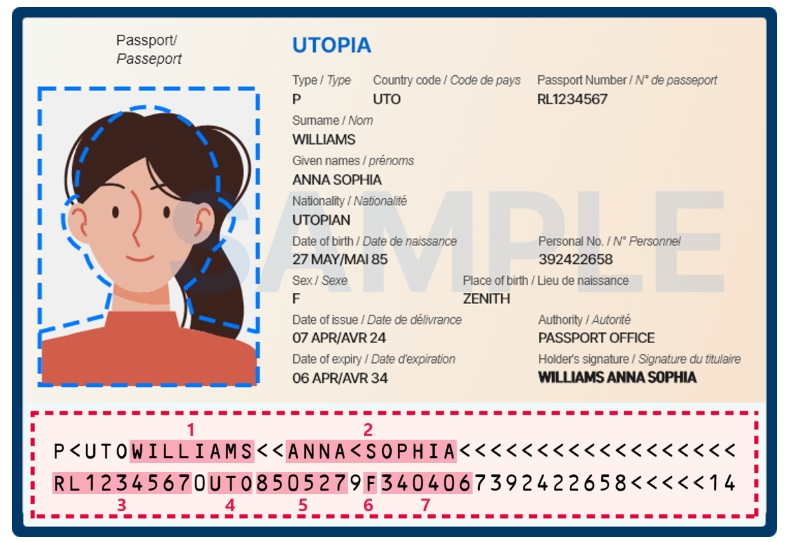 Passport/
Passeport
UTOPIA
Type / Type Country code / Code de pays Passport Number / N° de passeport
P UTO RL1234567
Surname / Nom
WILLIAMS
Given names / prénoms
ANNA SOPHIA
Nationality / Nationalité
UTOPIAN
Date of birth / Date de naissance Personal No. / N° Personnel
27 MAY/MAI 85 392422658
Sex / Sexe Place of birth / Lieu de naissance
F ZENITH
Date of issue / Date de délivrance Authority / Autorité
07 APR/AVR 24 PASSPORT OFFICE
Date of expiry / Date d'expiration Holder's signature / Signature du titulaire
06 APR/AVR 34 WILLIAMS ANNA SOPHIA
SAMPLE
1 2
P<UTOWILLIAMS<<ANNA<SOPHIA<<<<<<<<<<<<<<<<<<
RL12345670UTO8505279F3404067392422658<<<<<14
3 4 5 6 7